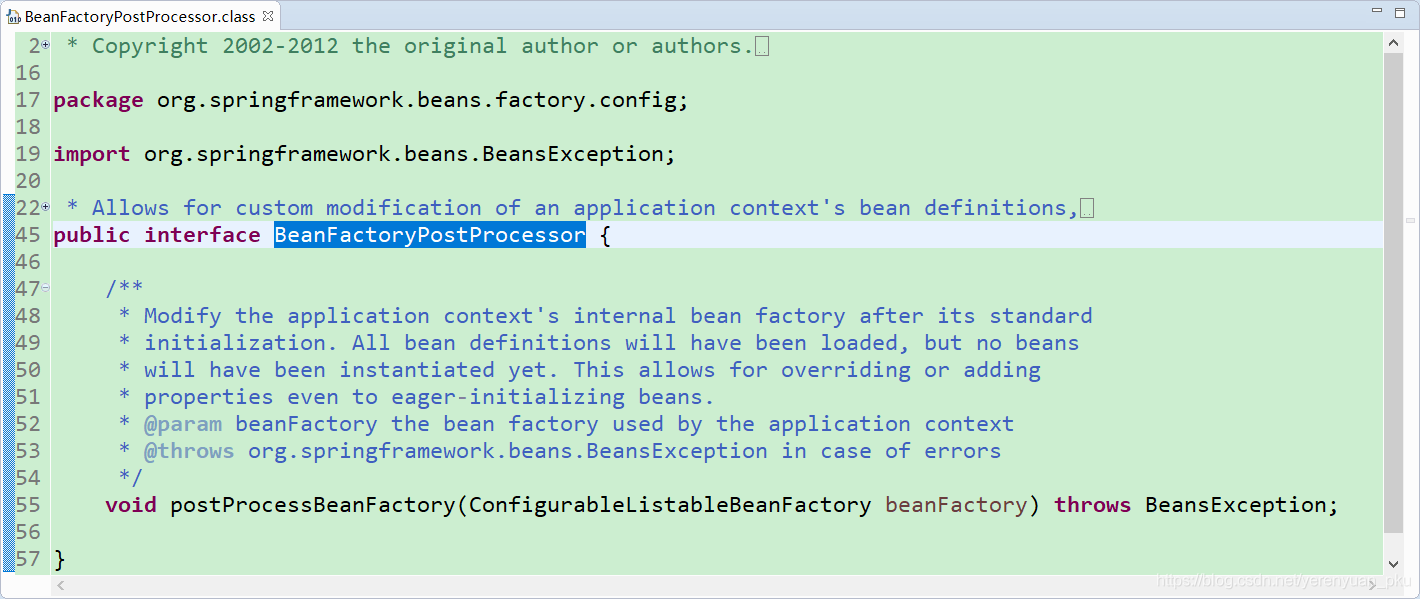 BeanFactoryPostProcessor.class
2 * Copyright 2002-2012 the original author or authors.
16
17 package org.springframework.beans.factory.config;
18
19 import org.springframework.beans.BeansException;
20
22 * Allows for custom modification of an application context's bean definitions,
45 public interface BeanFactoryPostProcessor {
46
47 /**
48 * Modify the application context's internal bean factory after its standard
49 * initialization. All bean definitions will have been loaded, but no beans
50 * will have been instantiated yet. This allows for overriding or adding
51 * properties even to eager-initializing beans.
52 * @param beanFactory the bean factory used by the application context
53 * @throws org.springframework.beans.BeansException in case of errors
54 */
55 void postProcessBeanFactory(ConfigurableListableBeanFactory beanFactory) throws BeansException;
56
57 }
https://blog.csdn.net/yerenyuan_pku